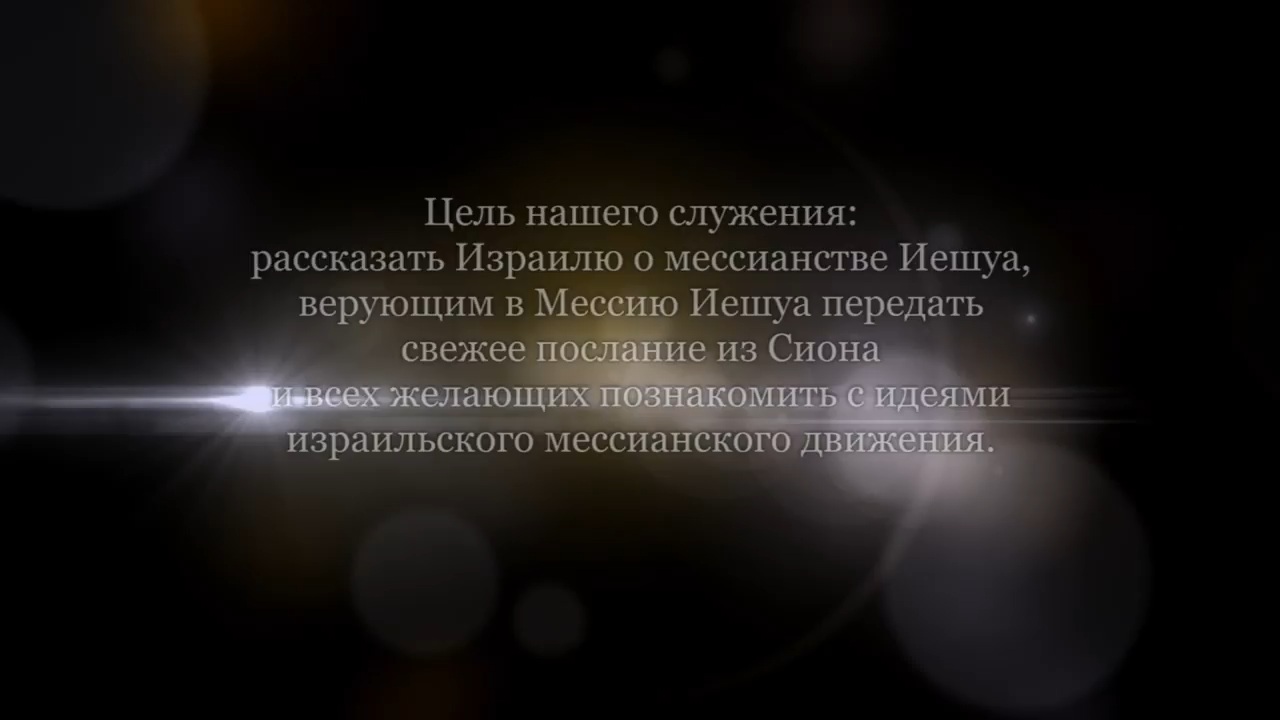 Цель нашего служения:
рассказать Израилю о мессианстве Иешуа,
верующим в Мессию Иешуа передать
свежее послание из Сиона
и всех желающих познакомить с идеями
израильского мессианского движения.